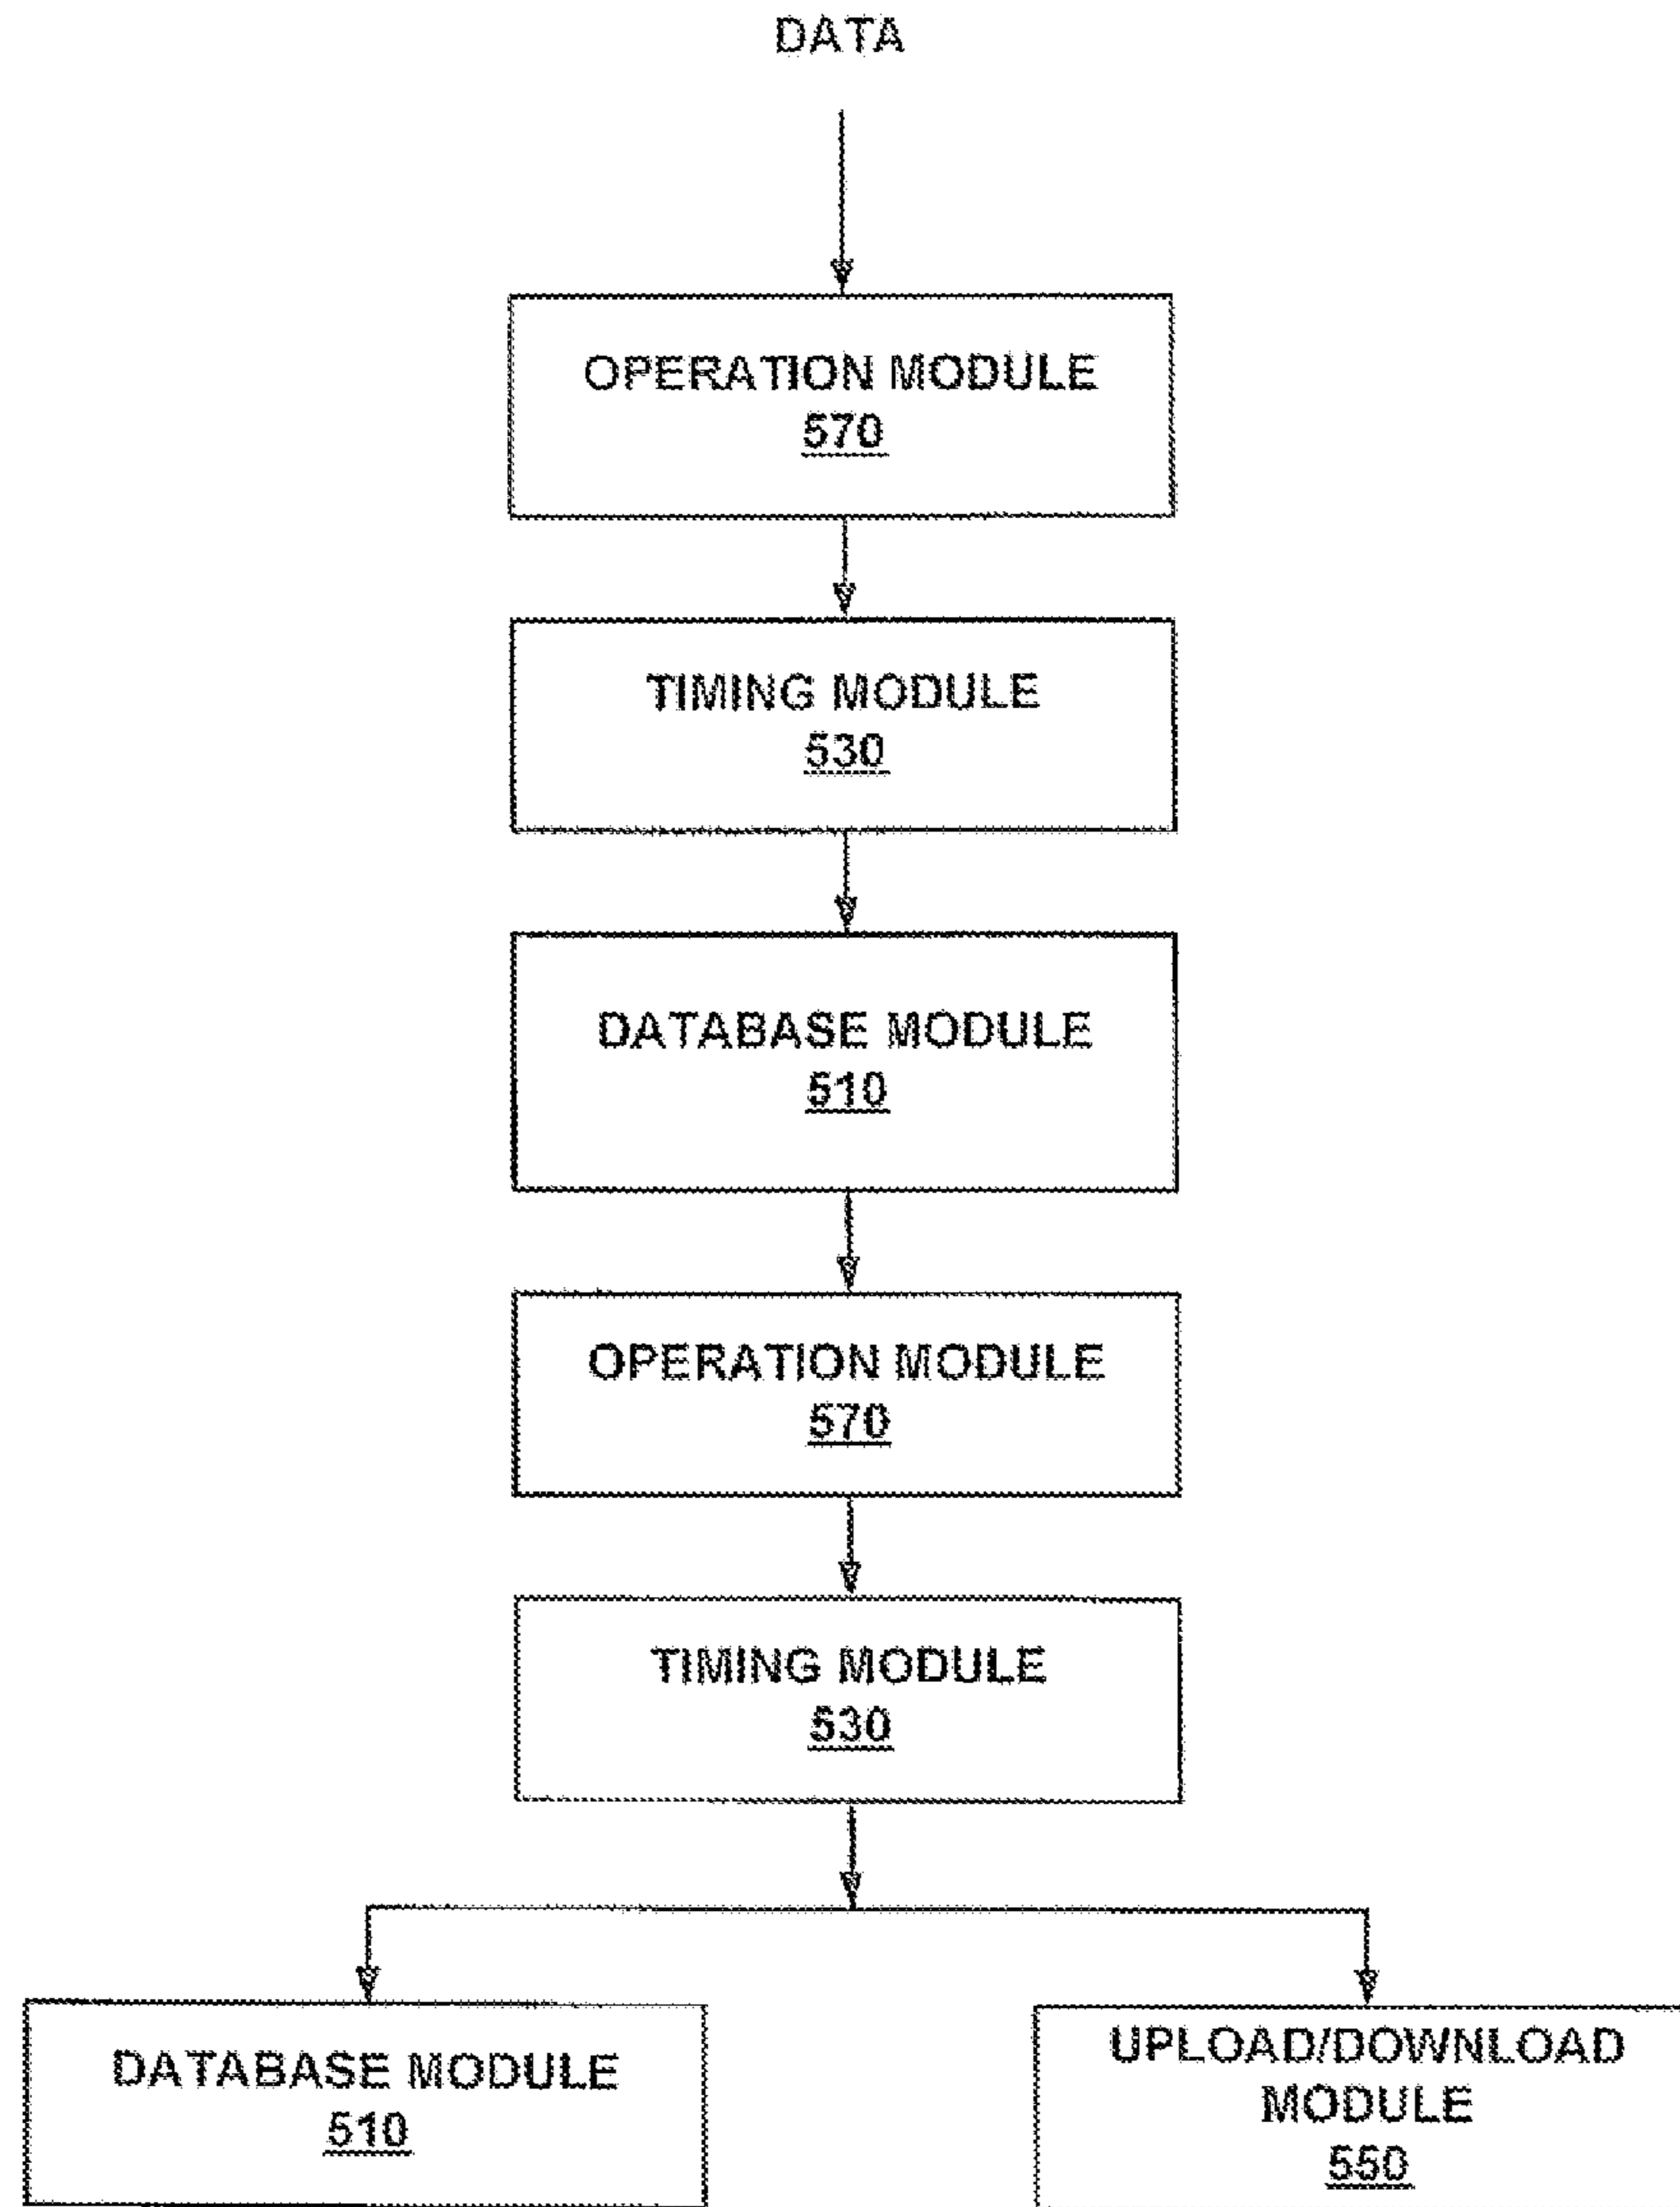 DATA
OPERATION MODULE
570
TIMING MODULE
530
DATABASE MODULE
510
OPERATION MODULE
570
TIMING MODULE
530
DATABASE MODULE
510
UPLOAD/DOWNLOAD
MODULE
550